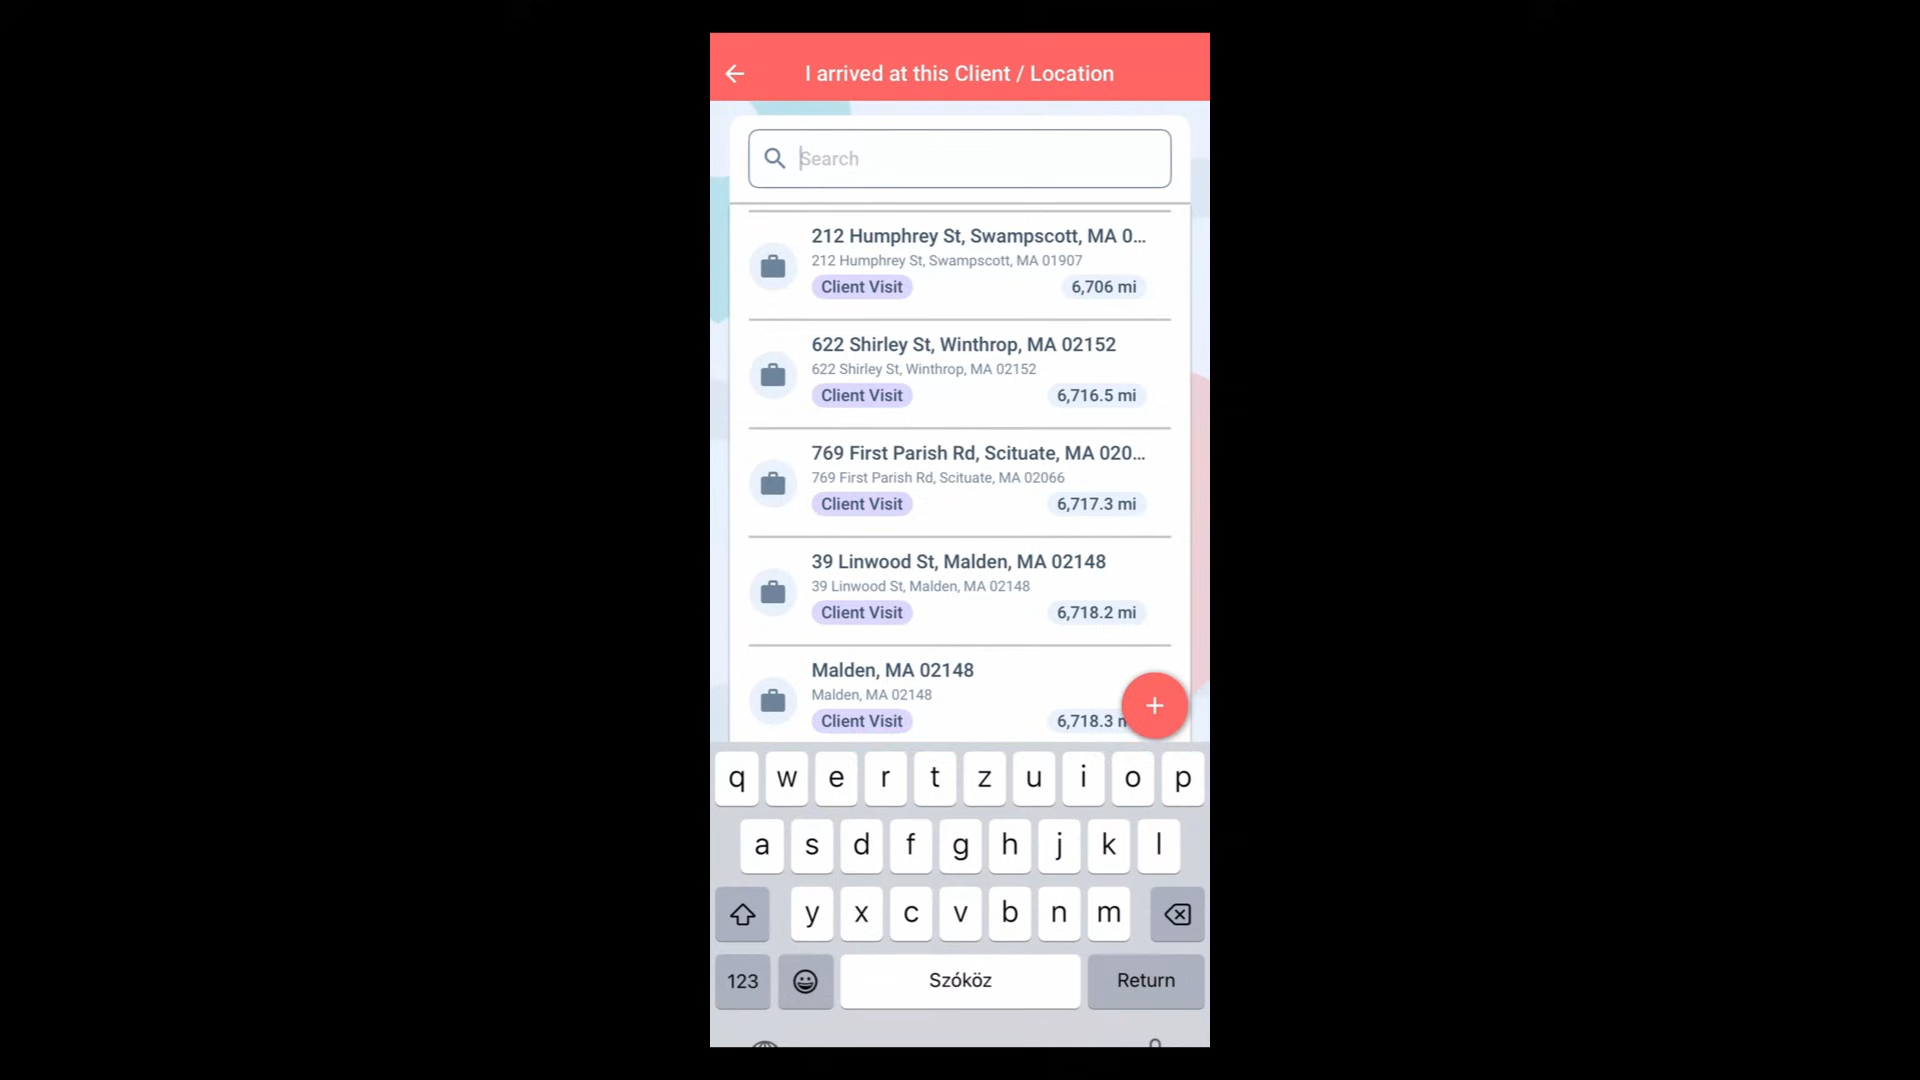 I arrived at this Client / Location
Search
212 Humphrey St, Swampscott, MA 0...
212 Humphrey St, Swampscott, MA 01907
Client Visit
6,706 mi
622 Shirley St, Winthrop, MA 02152
622 Shirley St, Winthrop, MA 02152
Client Visit
6,716.5 mi
769 First Parish Rd, Scituate, MA 020...
769 First Parish Rd, Scituate, MA 02066
Client Visit
6,717.3 mi
39 Linwood St, Malden, MA 02148
39 Linwood St, Malden, MA 02148
Client Visit
6,718.2 mi
Malden, MA 02148
Malden, MA 02148
Client Visit
6,718.3
q w e r t z u i o p
a s d f g h j k l
y x c v b n m
123 Szóköz Return